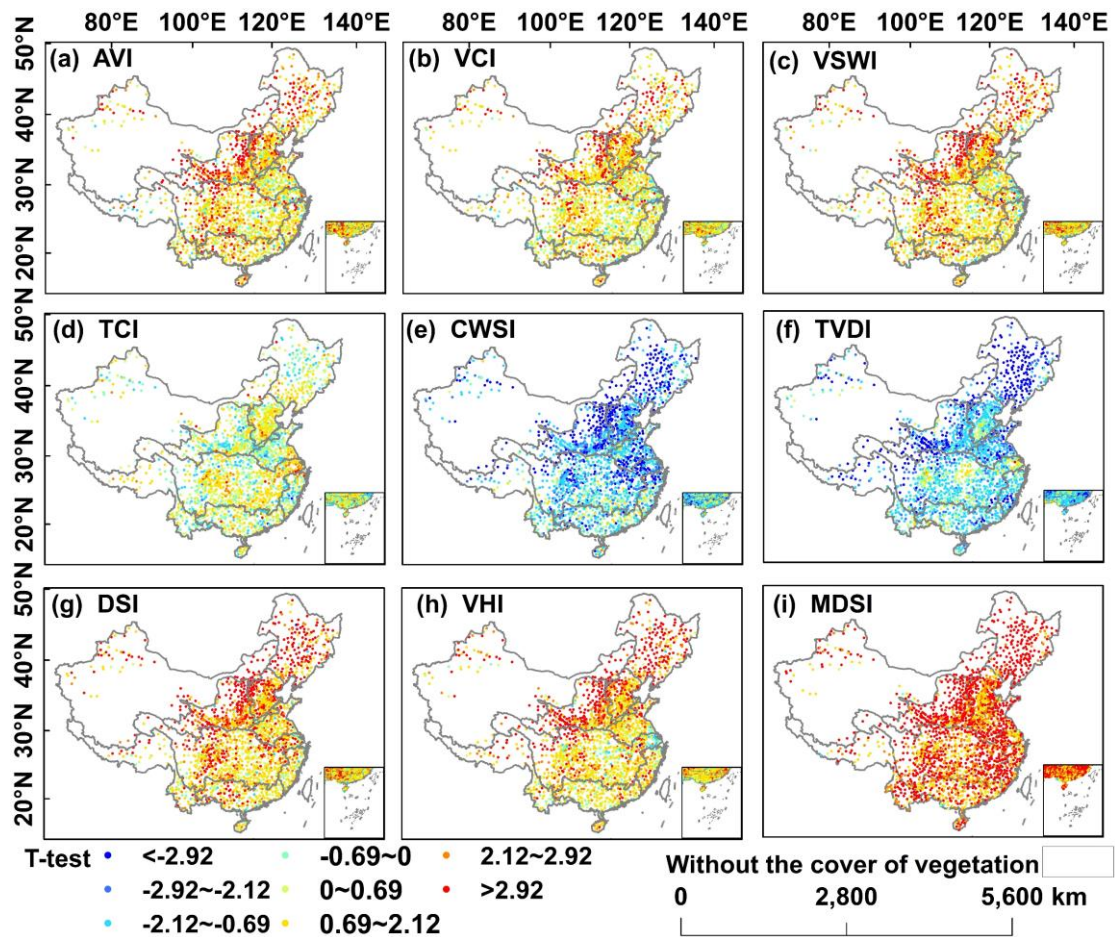 80°E 100°E 120°E 140°E 80°E 100°E 120°E 140°E 80°E 100°E 120°E 140°E
50°N
40°N
30°N
20°N
(a) AVI
(b) VCI
(c) VSWI
50°N
40°N
30°N
20°N
(d) TCI
(e) CWSI
(f) TVDI
50°N
40°N
30°N
20°N
(g) DSI
(h) VHI
(i) MDSI
T-test <-2.92 -0.69~0 2.12~2.92
-2.92~-2.12 0~0.69 >2.92
-2.12~-0.69 0.69~2.12
Without the cover of vegetation
0 2,800 5,600 km